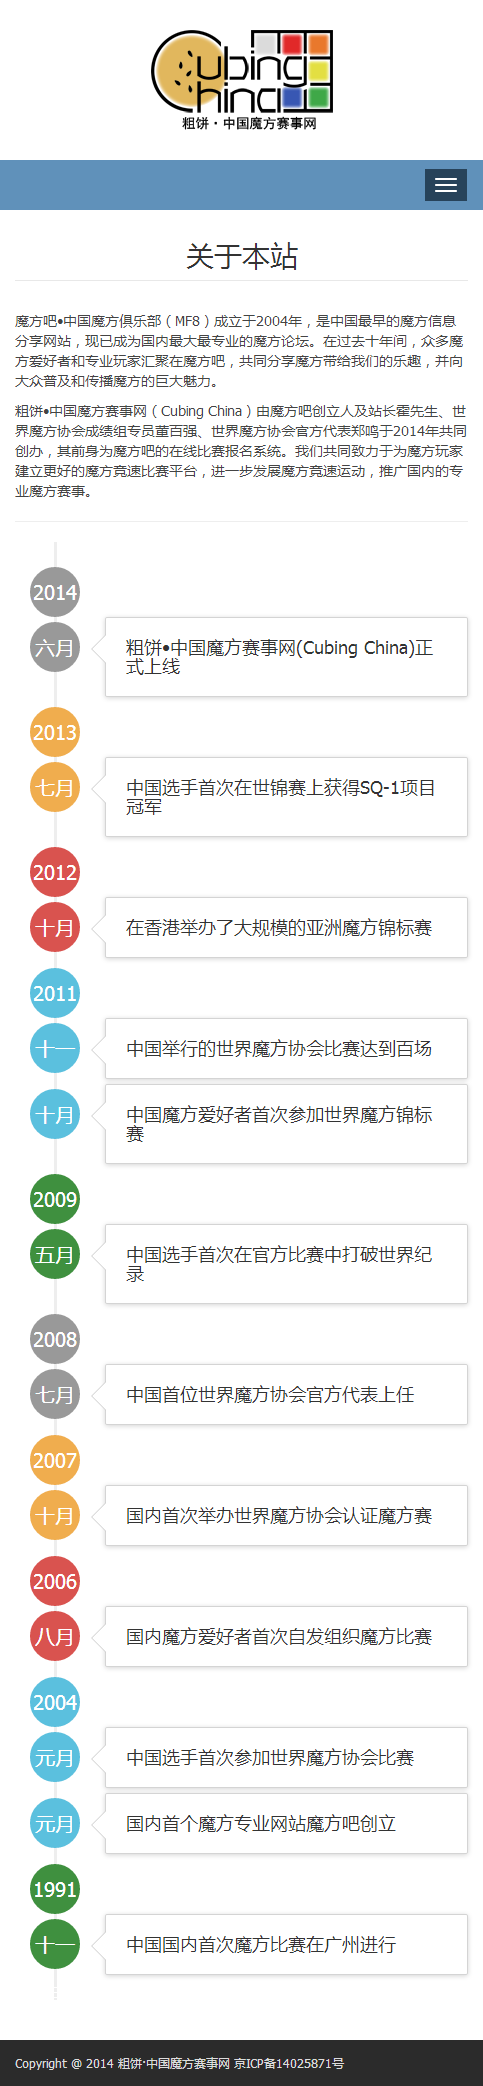 Cubing
China
粗饼·中国魔方赛事网
关于本站
魔方吧•中国魔方俱乐部（MF8）成立于2004年，是中国最早的魔方信息
分享网站，现已成为国内最大最专业的魔方论坛。在过去十年间，众多魔
方爱好者和专业玩家汇聚在魔方吧，共同分享魔方带给我们的乐趣，并向
大众普及和传播魔方的巨大魅力。
粗饼•中国魔方赛事网（Cubing China）由魔方吧创立人及站长霍先生、世
界魔方协会成绩组专员董百强、世界魔方协会官方代表郑鸣于2014年共同
创办，其前身为魔方吧的在线比赛报名系统。我们共同致力于为魔方玩家
建立更好的魔方竞速比赛平台，进一步发展魔方竞速运动，推广国内的专
业魔方赛事。
2014
六月
粗饼•中国魔方赛事网(Cubing China)正
式上线
2013
七月
中国选手首次在世锦赛上获得SQ-1项目
冠军
2012
十月
在香港举办了大规模的亚洲魔方锦标赛
2011
十一
中国举行的世界魔方协会比赛达到百场
十月
中国魔方爱好者首次参加世界魔方锦标
赛
2009
五月
中国选手首次在官方比赛中打破世界纪
录
2008
七月
中国首位世界魔方协会官方代表上任
2007
十月
国内首次举办世界魔方协会认证魔方赛
2006
八月
国内魔方爱好者首次自发组织魔方比赛
2004
元月
中国选手首次参加世界魔方协会比赛
元月
国内首个魔方专业网站魔方吧创立
1991
十一
中国国内首次魔方比赛在广州进行
Copyright @ 2014 粗饼·中国魔方赛事网 京ICP备14025871号